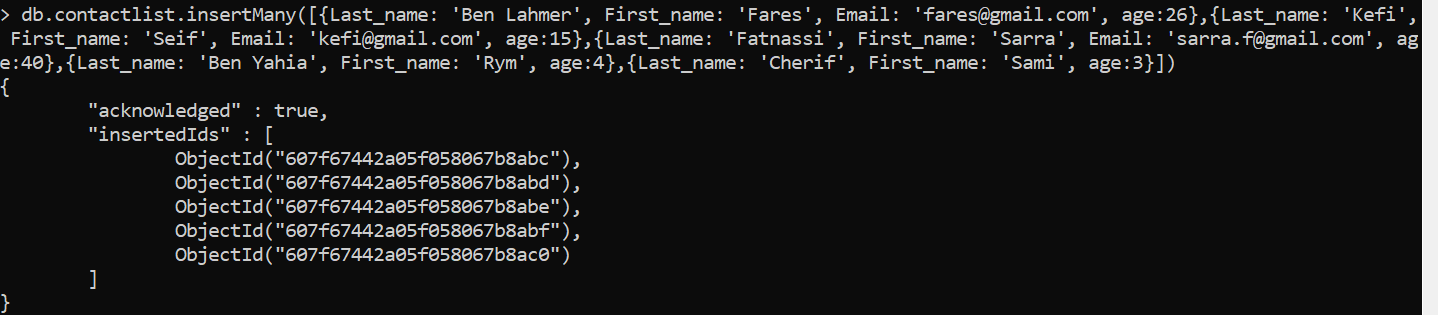 > db.contactlist.insertMany([{Last_name: 'Ben Lahmer', First_name: 'Fares', Email: 'fares@gmail.com', age:26},{Last_name: 'Kefi',
 First_name: 'Seif', Email: 'kefi@gmail.com', age:15},{Last_name: 'Fatnassi', First_name: 'Sarra', Email: 'sarra.f@gmail.com', ag
e:40},{Last_name: 'Ben Yahia', First_name: 'Rym', age:4},{Last_name: 'Cherif', First_name: 'Sami', age:3}])
{
        "acknowledged" : true,
        "insertedIds" : [
                ObjectId("607f67442a05f058067b8abc"),
                ObjectId("607f67442a05f058067b8abd"),
                ObjectId("607f67442a05f058067b8abe"),
                ObjectId("607f67442a05f058067b8abf"),
                ObjectId("607f67442a05f058067b8ac0")
        ]
}